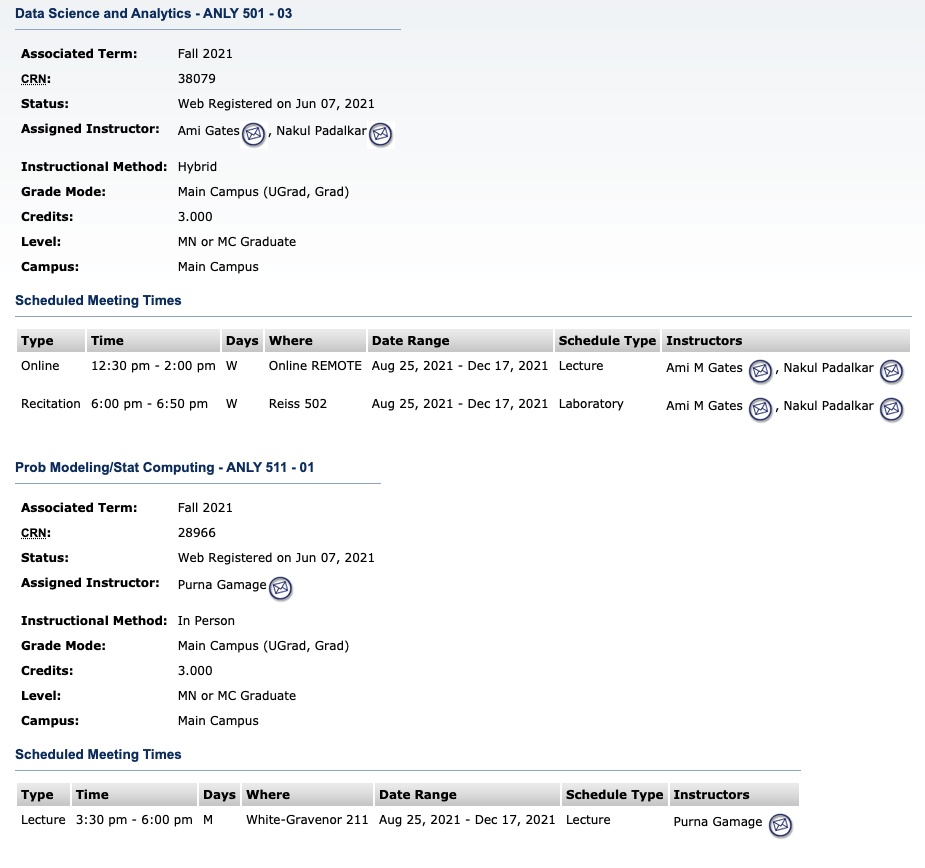 Data Science and Analytics - ANLY 501 - 03
Associated Term: Fall 2021
CRN: 38079
Status: Web Registered on Jun 07, 2021
Assigned Instructor: Ami Gates , Nakul Padalkar
Instructional Method: Hybrid
Grade Mode: Main Campus (UGrad, Grad)
Credits: 3.000
Level: MN or MC Graduate
Campus: Main Campus
Scheduled Meeting Times
Type Time Days Where Date Range Schedule Type Instructors
Online 12:30 pm - 2:00 pm W Online REMOTE Aug 25, 2021 - Dec 17, 2021 Lecture Ami M Gates , Nakul Padalkar
Recitation 6:00 pm - 6:50 pm W Reiss 502 Aug 25, 2021 - Dec 17, 2021 Laboratory Ami M Gates , Nakul Padalkar
Prob Modeling/Stat Computing - ANLY 511 - 01
Associated Term: Fall 2021
CRN: 28966
Status: Web Registered on Jun 07, 2021
Assigned Instructor: Purna Gamage
Instructional Method: In Person
Grade Mode: Main Campus (UGrad, Grad)
Credits: 3.000
Level: MN or MC Graduate
Campus: Main Campus
Scheduled Meeting Times
Type Time Days Where Date Range Schedule Type Instructors
Lecture 3:30 pm - 6:00 pm M White-Gravenor 211 Aug 25, 2021 - Dec 17, 2021 Lecture Purna Gamage